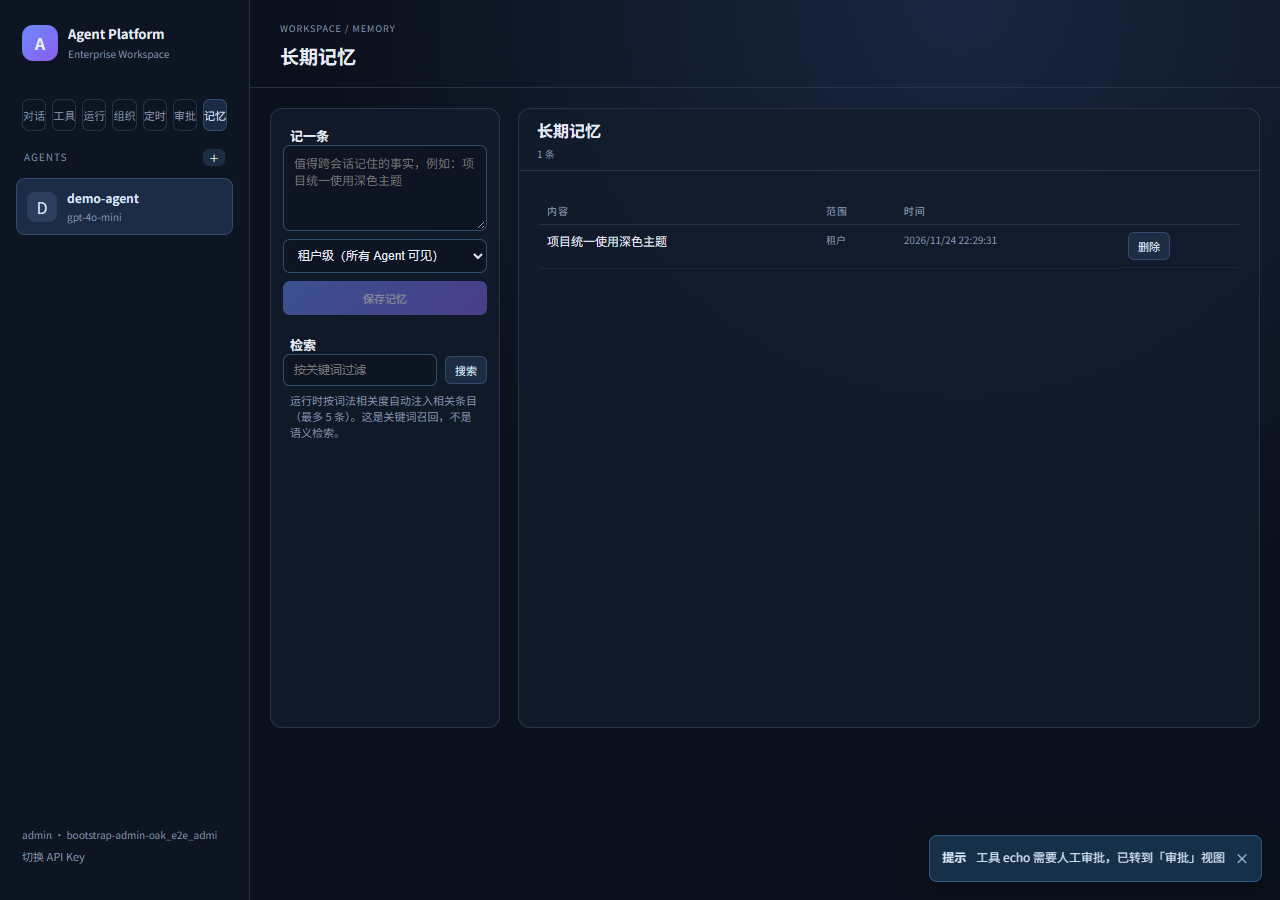 A
Agent Platform
Enterprise Workspace
对话 工具 运行 组织 定时 审批 记忆
AGENTS +
D
demo-agent
gpt-4o-mini
admin · bootstrap-admin-oak_e2e_admi
切换 API Key
WORKSPACE / MEMORY
长期记忆
记一条
值得跨会话记住的事实，例如：项
目统一使用深色主题
租户级（所有 Agent 可见）
保存记忆
检索
按关键词过滤 搜索
运行时按词法相关度自动注入相关条目
（最多 5 条）。这是关键词召回，不是
语义检索。
长期记忆
1 条
内容 范围 时间
项目统一使用深色主题 租户 2026/11/24 22:29:31 删除
提示 工具 echo 需要人工审批，已转到「审批」视图 ×